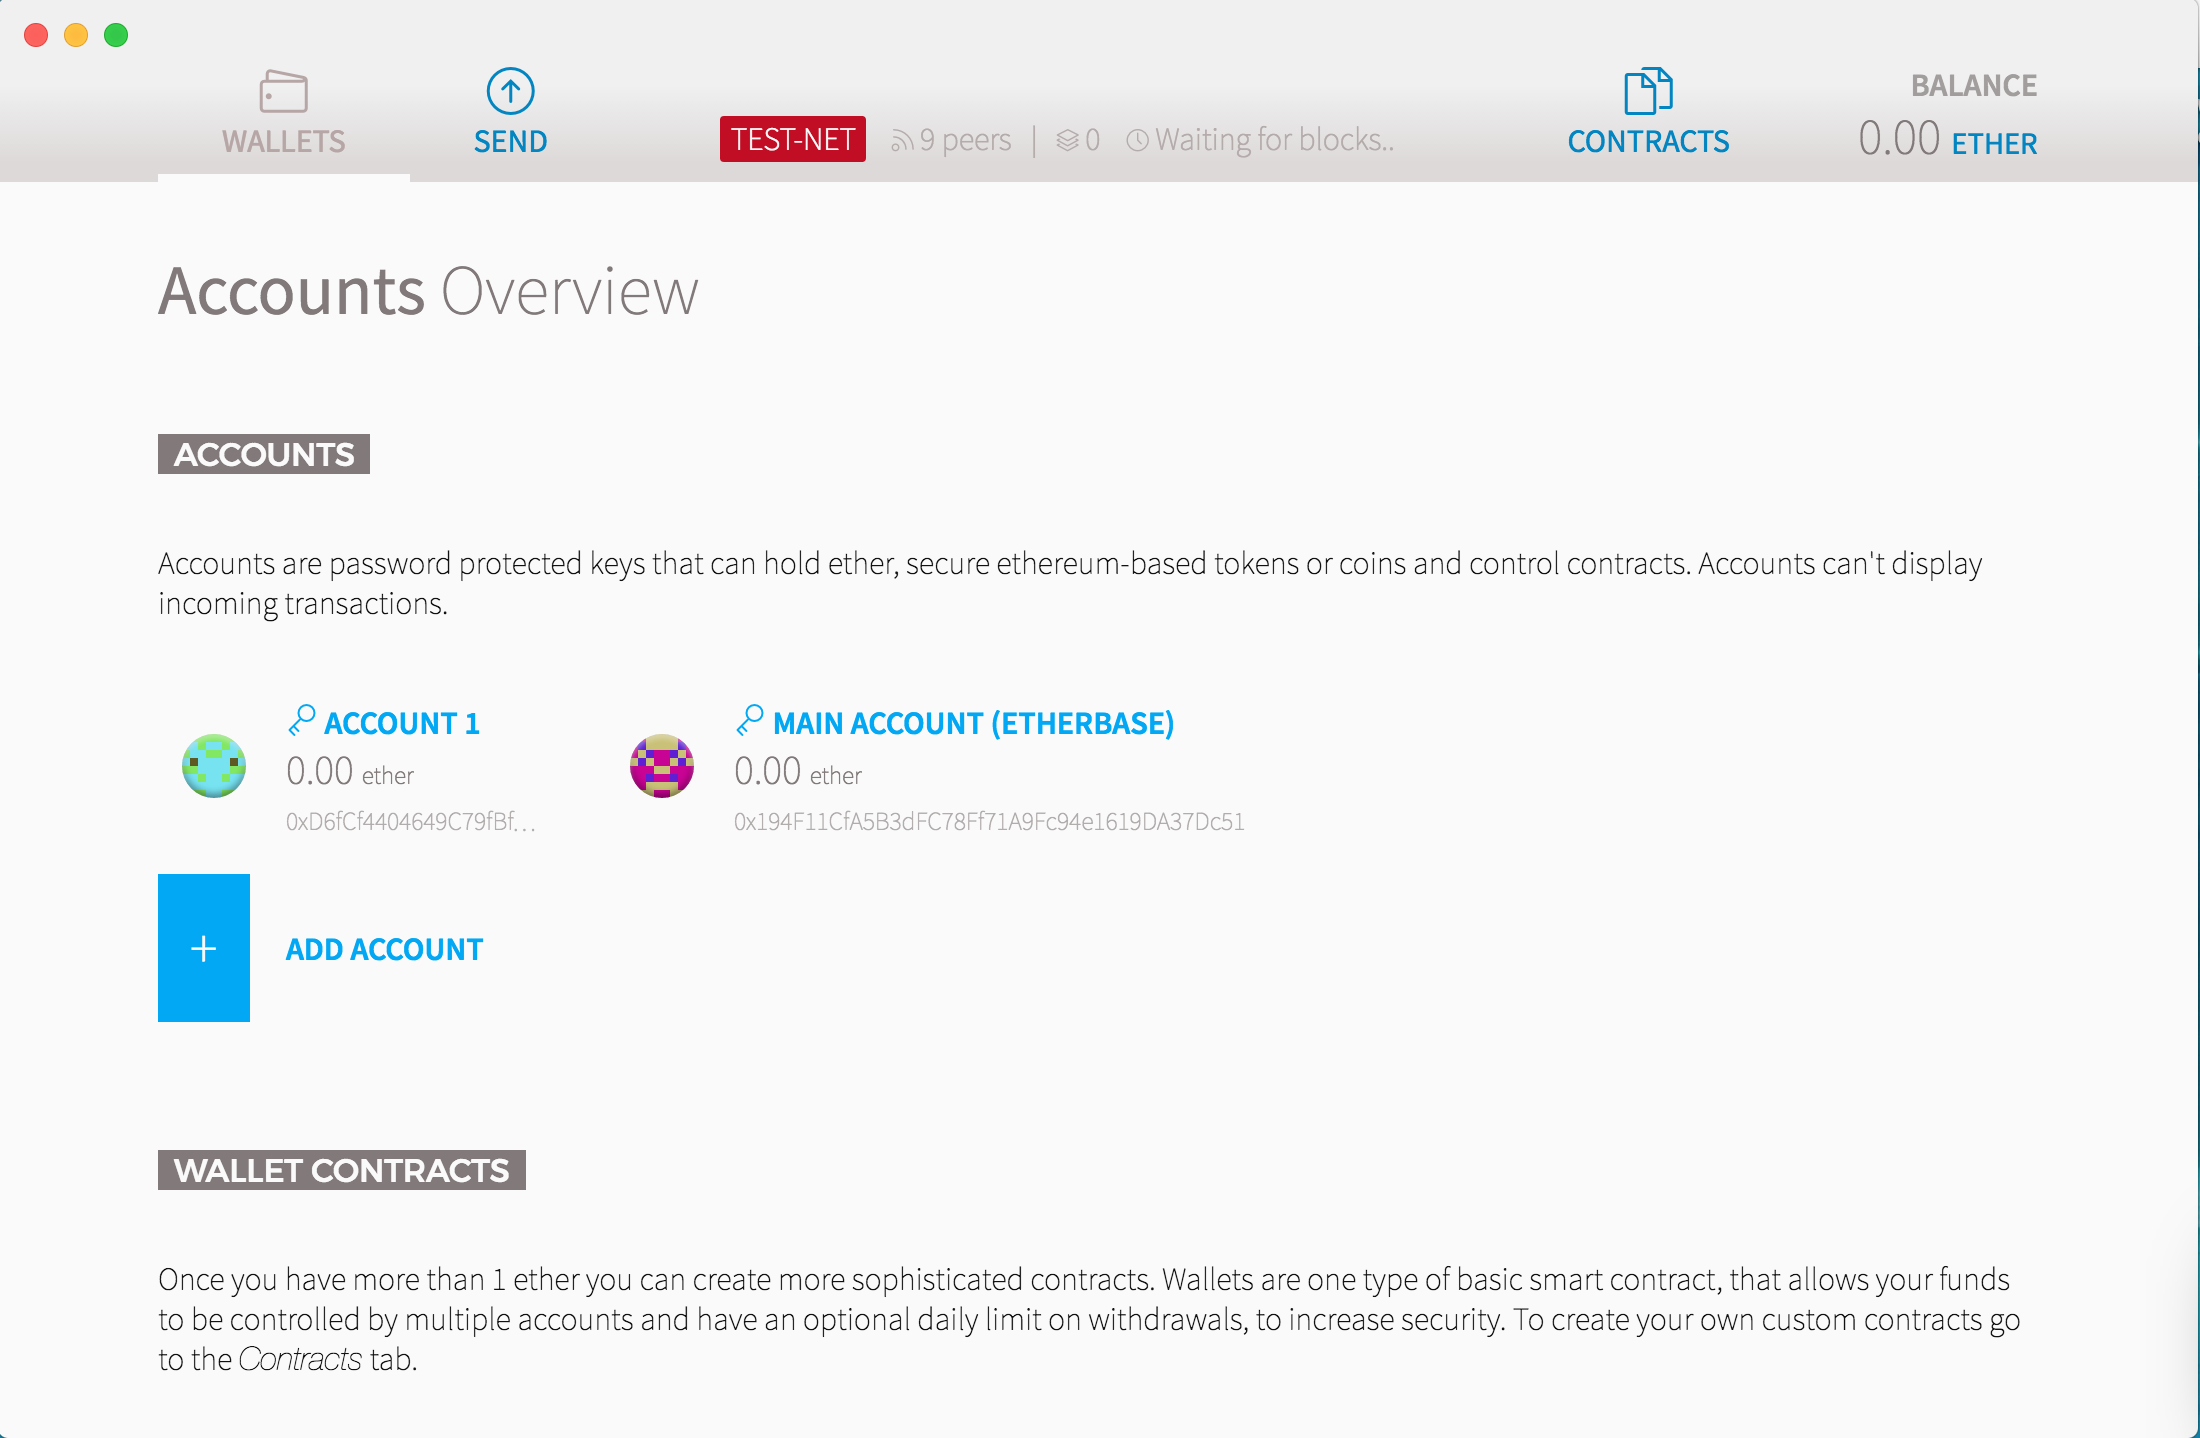 WALLETS
SEND
TEST-NET
9 peers
0
Waiting for blocks..
CONTRACTS
BALANCE
0.00 ETHER
Accounts Overview
ACCOUNTS
Accounts are password protected keys that can hold ether, secure ethereum-based tokens or coins and control contracts. Accounts can't display
incoming transactions.
ACCOUNT 1
0.00 ether
0xD6fCf4404649C79fBf…
MAIN ACCOUNT (ETHERBASE)
0.00 ether
0x194F11CfA5B3dFC78Ff71A9Fc94e1619DA37Dc51
ADD ACCOUNT
WALLET CONTRACTS
Once you have more than 1 ether you can create more sophisticated contracts. Wallets are one type of basic smart contract, that allows your funds
to be controlled by multiple accounts and have an optional daily limit on withdrawals, to increase security. To create your own custom contracts go
to the Contracts tab.